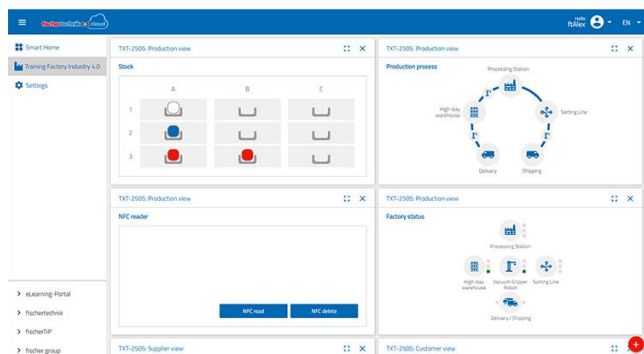 fischertechnik cloud
Hello
ftAlex
EN
Smart Home
Training Factory Industry 4.0
Settings
eLearning-Portal
fischertechnik
fischerTiP
fischer group
TXT-2505: Production view
Stock
A B C
1
2
3
TXT-2505: Production view
Production process
Processing Station
High-bay
warehouse
Sorting Line
Delivery
Shipping
TXT-2505: Production view
NFC reader
NFC read
NFC delete
TXT-2505: Production view
Factory status
Processing Station
High-bay
warehouse
Vacuum Gripper
Robot
Sorting Line
Delivery / Shipping
TXT-2505: Supplier view
TXT-2505: Customer view